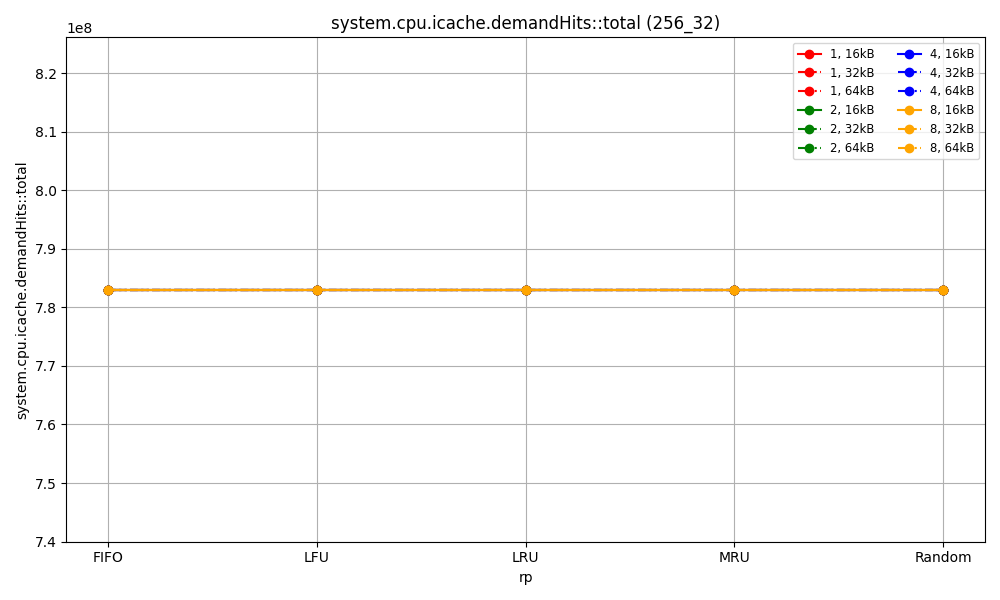 system.cpu.icache.demandHits::total (256_32)
1e8
8.2
8.1
8.0
7.9
7.8
7.7
7.6
7.5
7.4
system.cpu.icache.demandHits::total
1, 16kB
1, 32kB
1, 64kB
2, 16kB
2, 32kB
2, 64kB
4, 16kB
4, 32kB
4, 64kB
8, 16kB
8, 32kB
8, 64kB
FIFO LFU LRU MRU Random
rp